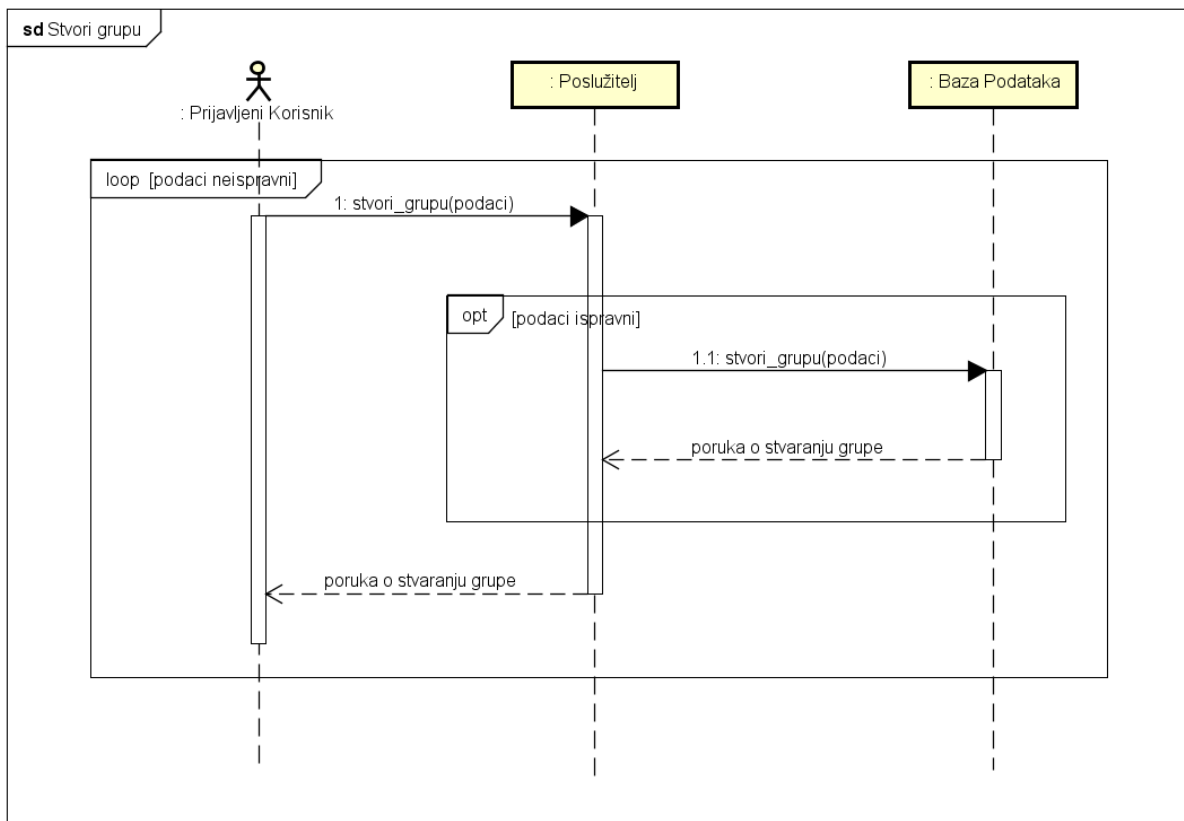 sd Stvori grupu
: Prijavljeni Korisnik
: Poslužitelj
: Baza Podataka
loop [podaci neispravni]
1: stvori_grupu(podaci)
opt [podaci ispravni]
1.1: stvori_grupu(podaci)
poruka o stvaranju grupe
poruka o stvaranju grupe